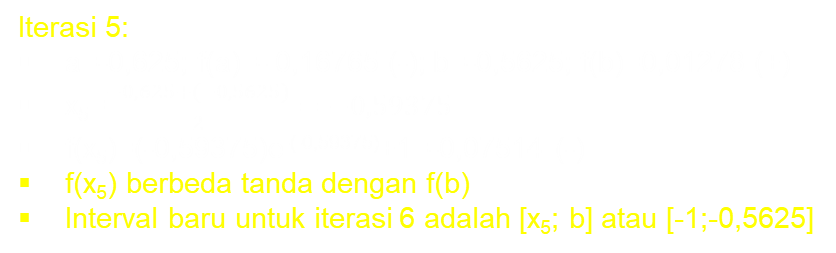 Iterasi 5:
▪ f(x₅) berbeda tanda dengan f(b)
▪ Interval baru untuk iterasi 6 adalah [x₅; b] atau [-1;-0,5625]